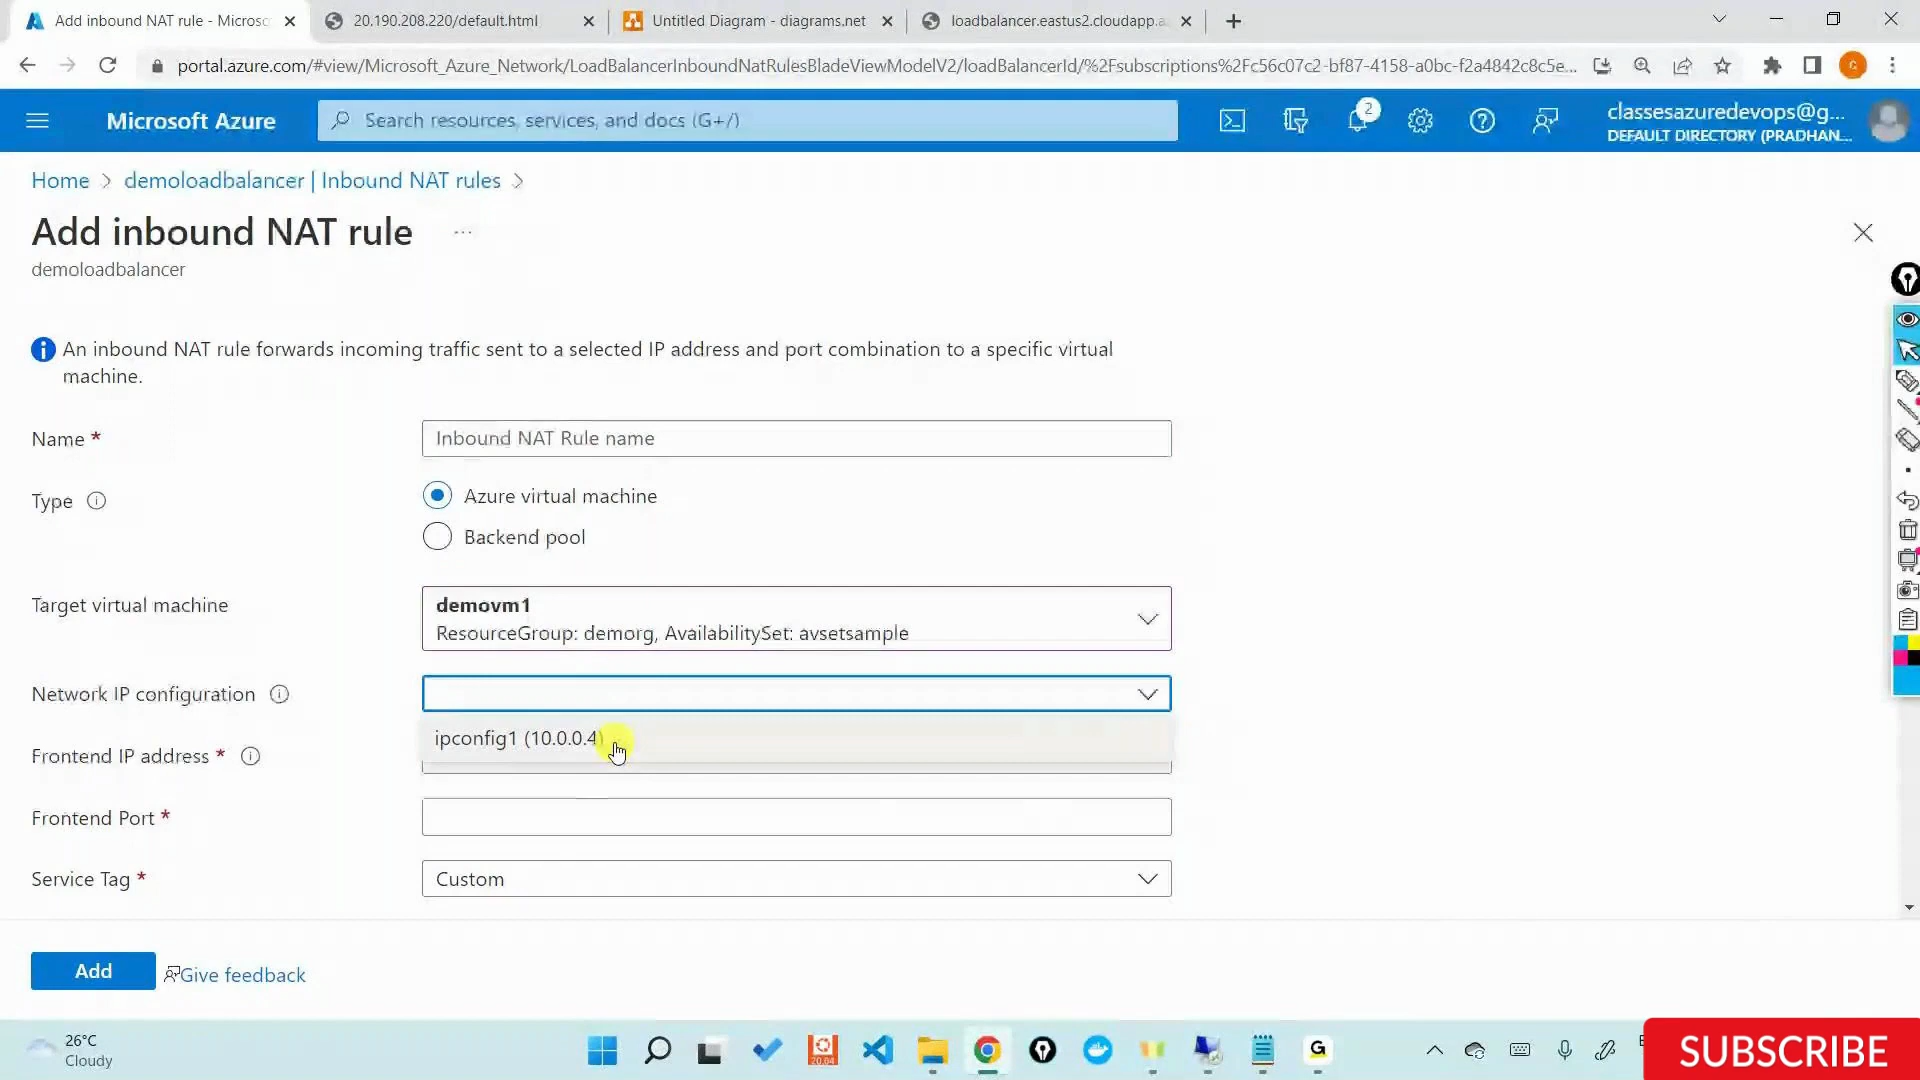 Add inbound NAT rule - Microsc
20.190.208.220/default.html
Untitled Diagram - diagrams.net
loadbalancer.eastus2.cloudapp.a
portal.azure.com/#view/Microsoft_Azure_Network/LoadBalancerInboundNatRulesBladeViewModelV2/loadBalancerId/%2Fsubscriptions%2Fc56c07c2-bf87-4158-a0bc-f2a4842c8c5e...
G
Microsoft Azure
Search resources, services, and docs (G+/)
2
classesazuredevops@g...
DEFAULT DIRECTORY (PRADHAN...
Home > demoloadbalancer | Inbound NAT rules >
Add inbound NAT rule ...
demoloadbalancer
An inbound NAT rule forwards incoming traffic sent to a selected IP address and port combination to a specific virtual
machine.
Name *
Inbound NAT Rule name
Type
Azure virtual machine
Backend pool
Target virtual machine
demovm1
ResourceGroup: demorg, AvailabilitySet: avsetsample
Network IP configuration
ipconfig1 (10.0.0.4)
Frontend IP address *
Frontend Port *
Service Tag *
Custom
Add
Give feedback
26°C
Cloudy
20.04
G
SUBSCRIBE